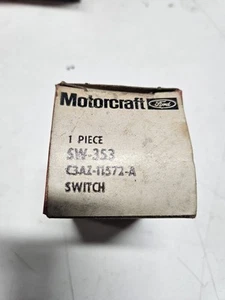 Motorcraft Ford
1 PIECE
SW-353
C3AZ-11572-A
SWITCH